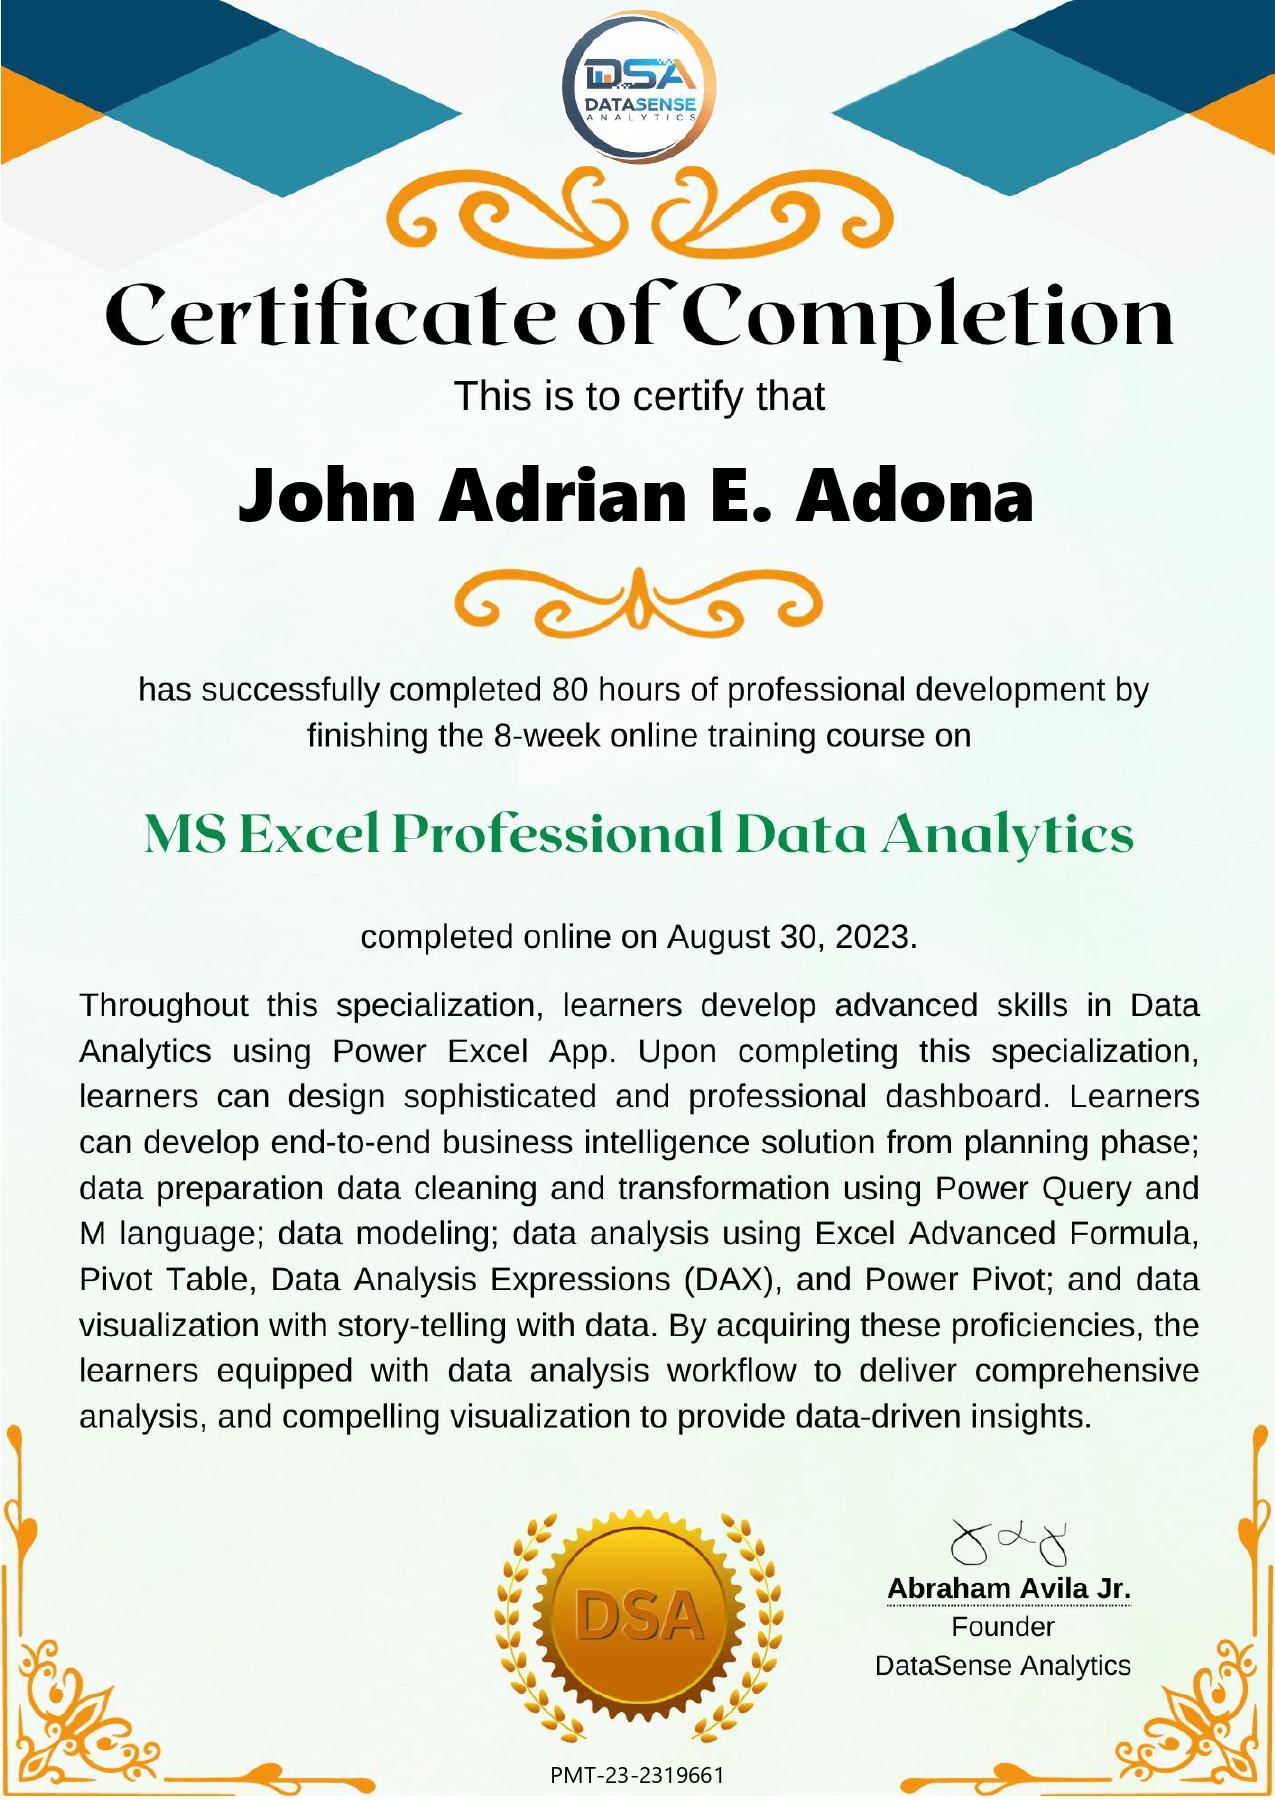 DSA
DATASENSE
ANALYTICS
Certificate of Completion
This is to certify that
John Adrian E. Adona
has successfully completed 80 hours of professional development by
finishing the 8-week online training course on
MS Excel Professional Data Analytics
completed online on August 30, 2023.
Throughout this specialization, learners develop advanced skills in Data
Analytics using Power Excel App. Upon completing this specialization,
learners can design sophisticated and professional dashboard. Learners
can develop end-to-end business intelligence solution from planning phase;
data preparation data cleaning and transformation using Power Query and
M language; data modeling; data analysis using Excel Advanced Formula,
Pivot Table, Data Analysis Expressions (DAX), and Power Pivot; and data
visualization with story-telling with data. By acquiring these proficiencies, the
learners equipped with data analysis workflow to deliver comprehensive
analysis, and compelling visualization to provide data-driven insights.
DSA
Abraham Avila Jr.
Founder
DataSense Analytics
PMT-23-2319661